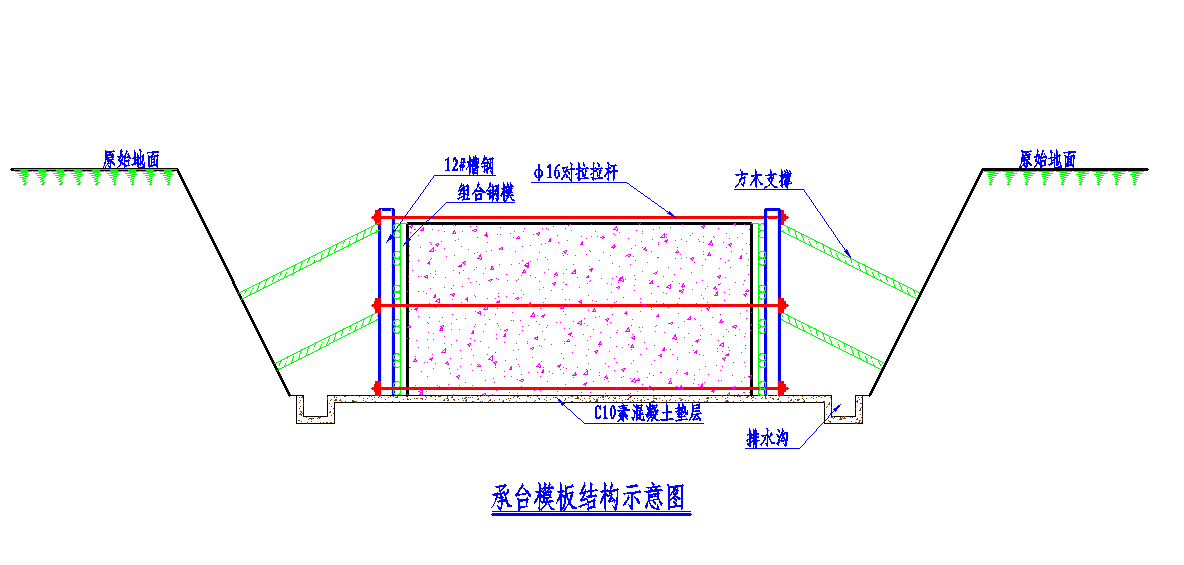 原始地面
12#槽钢
组合钢模
ф16对拉拉杆
方木支撑
原始地面
C10素混凝土垫层
排水沟
承台模板结构示意图